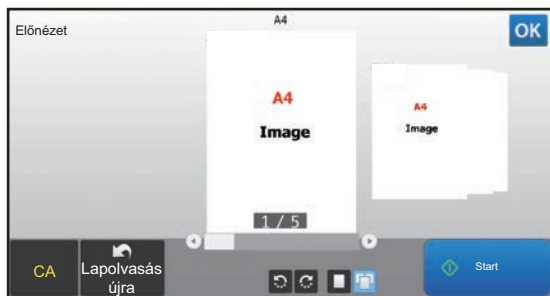 A4
Előnézet
OK
A4
Image
A4
Image
1 / 5
CA
Lapolvasás
újra
Start